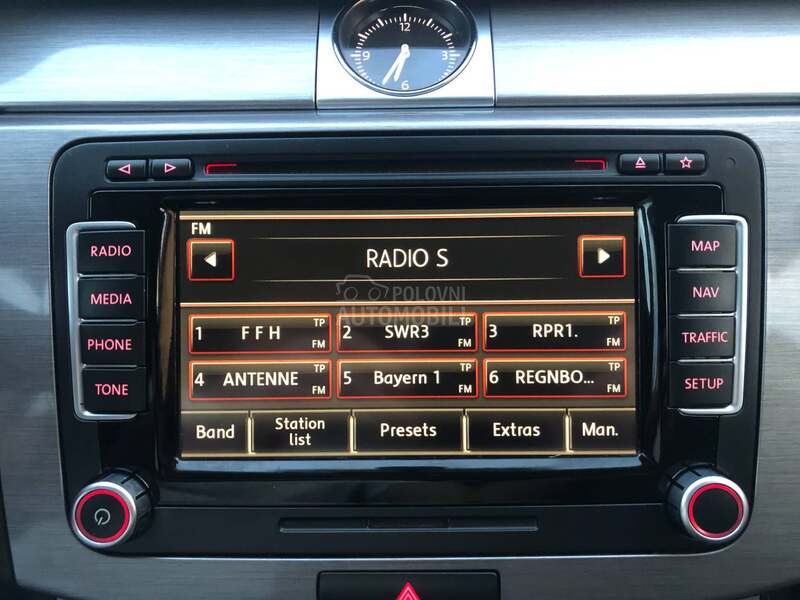 12
9 3
6
RADIO
MEDIA
PHONE
TONE
FM
RADIO S
POLOVNI
AUTOMOBILI
1 F F H TP FM
2 SWR3 TP FM
3 RPR1. TP FM
4 ANTENNE TP FM
5 Bayern 1 TP FM
6 REGNBO... TP FM
Band
Station
list
Presets
Extras
Man.
MAP
NAV
TRAFFIC
SETUP